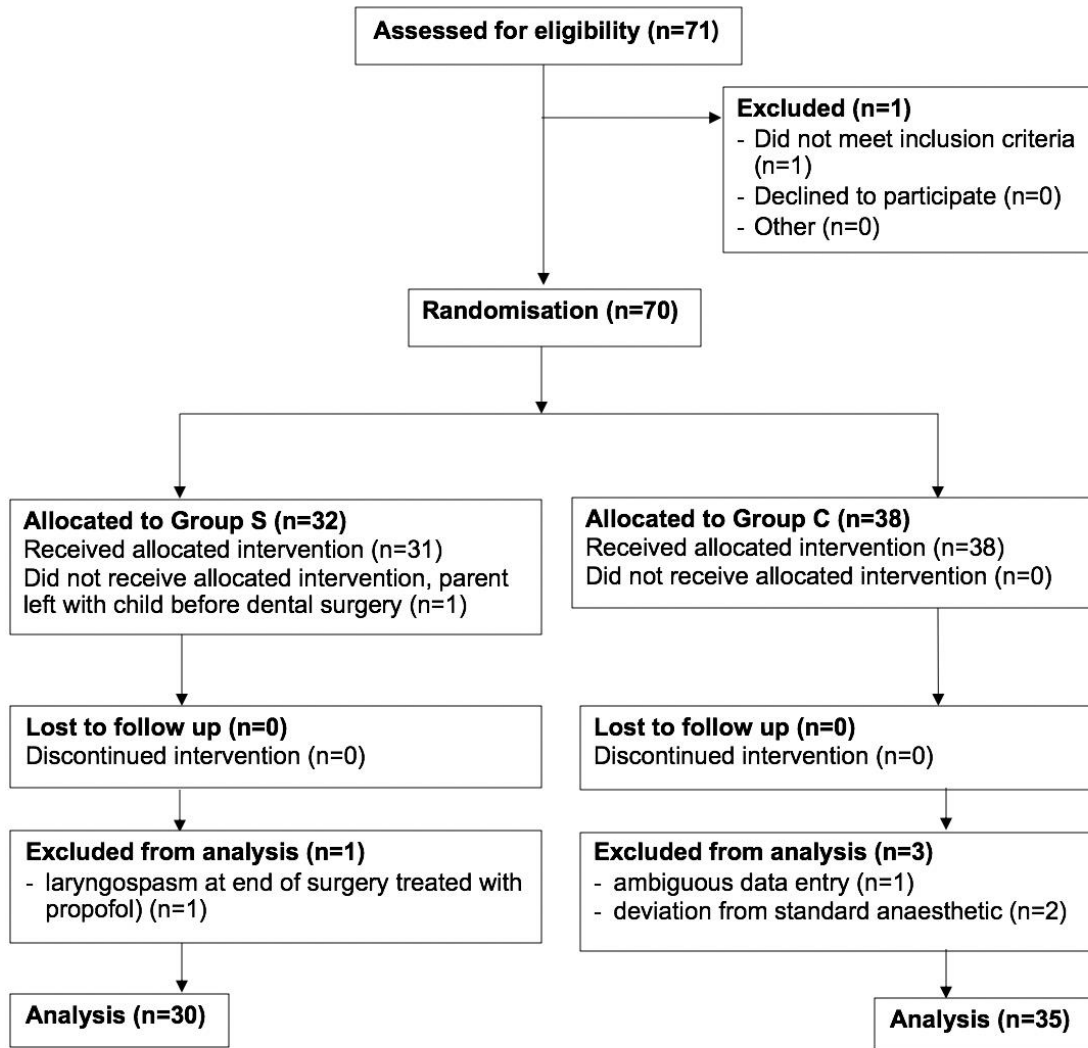 Assessed for eligibility (n=71)
Excluded (n=1)
- Did not meet inclusion criteria
(n=1)
- Declined to participate (n=0)
- Other (n=0)
Randomisation (n=70)
Allocated to Group S (n=32)
Received allocated intervention (n=31)
Did not receive allocated intervention, parent
left with child before dental surgery (n=1)
Allocated to Group C (n=38)
Received allocated intervention (n=38)
Did not receive allocated intervention (n=0)
Lost to follow up (n=0)
Discontinued intervention (n=0)
Lost to follow up (n=0)
Discontinued intervention (n=0)
Excluded from analysis (n=1)
- laryngospasm at end of surgery treated with
propofol) (n=1)
Excluded from analysis (n=3)
- ambiguous data entry (n=1)
- deviation from standard anaesthetic (n=2)
Analysis (n=30)
Analysis (n=35)